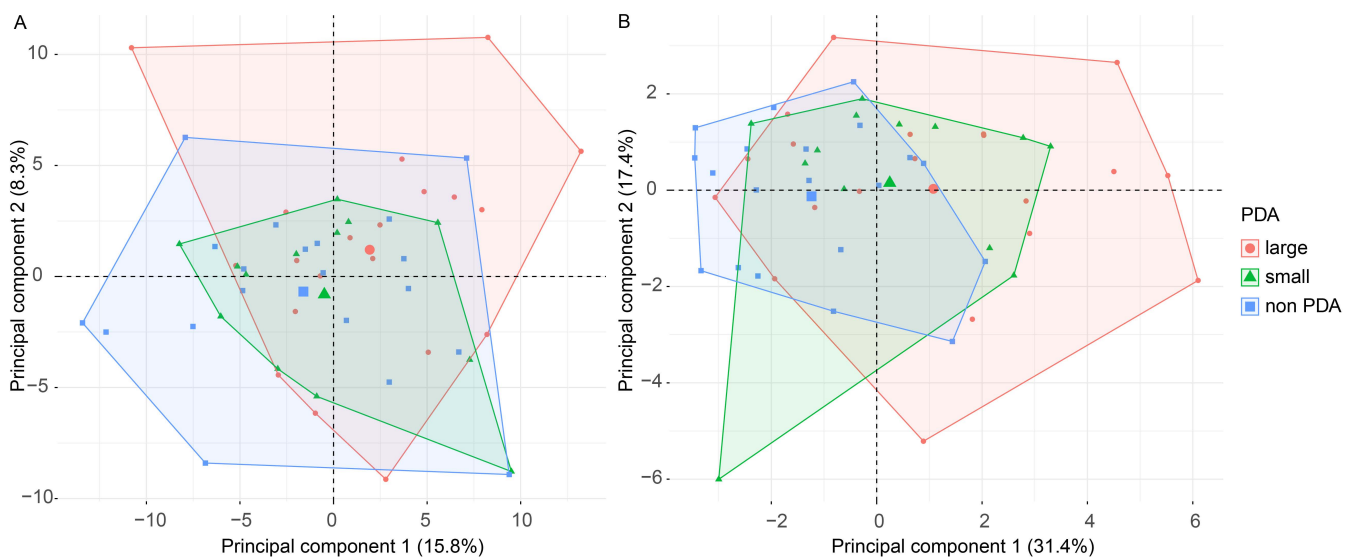 A
Principal component 2 (8.3%)
10
5
0
−5
−10
−10
−5
0
5
10
Principal component 1 (15.8%)
B
Principal component 2 (17.4%)
2
0
−2
−4
−6
−2
0
2
4
6
Principal component 1 (31.4%)
PDA
large
small
non PDA